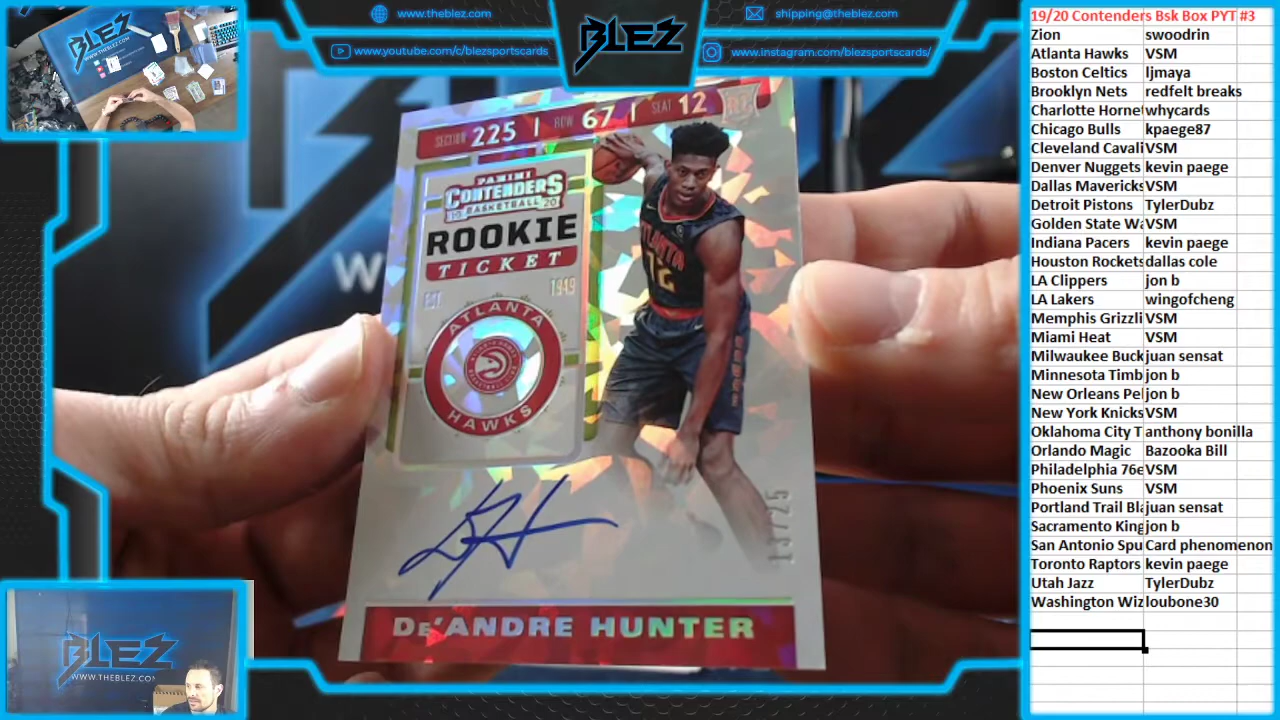 www.theblez.com
shipping@theblez.com
www.youtube.com/c/blezsportscards
www.instagram.com/blezsportscards/
BLEZ
BLEZ
WWW.THEBLEZ.COM
SECTION 225 | ROW 67 | SEAT 12
PANINI
CONTENDERS
19 BASKETBALL 20
ROOKIE
TICKET
EST. 1949
ATLANTA
HAWKS
ATLANTA
12
13/25
DE'ANDRE HUNTER
BLEZ
WWW.THEBLEZ.COM
19/20 Contenders Bsk Box PYT #3
Zion swoodrin
Atlanta Hawks VSM
Boston Celtics ljmaya
Brooklyn Nets redfelt breaks
Charlotte Hornet whycards
Chicago Bulls kpaege87
Cleveland Cavali VSM
Denver Nuggets kevin paege
Dallas Mavericks VSM
Detroit Pistons TylerDubz
Golden State Wa VSM
Indiana Pacers kevin paege
Houston Rockets dallas cole
LA Clippers jon b
LA Lakers wingofcheng
Memphis Grizzli VSM
Miami Heat VSM
Milwaukee Buck juan sensat
Minnesota Timb jon b
New Orleans Pel jon b
New York Knicks VSM
Oklahoma City T anthony bonilla
Orlando Magic Bazooka Bill
Philadelphia 76e VSM
Phoenix Suns VSM
Portland Trail Bla juan sensat
Sacramento King jon b
San Antonio Spu Card phenomenon
Toronto Raptors kevin paege
Utah Jazz TylerDubz
Washington Wiz loubone30